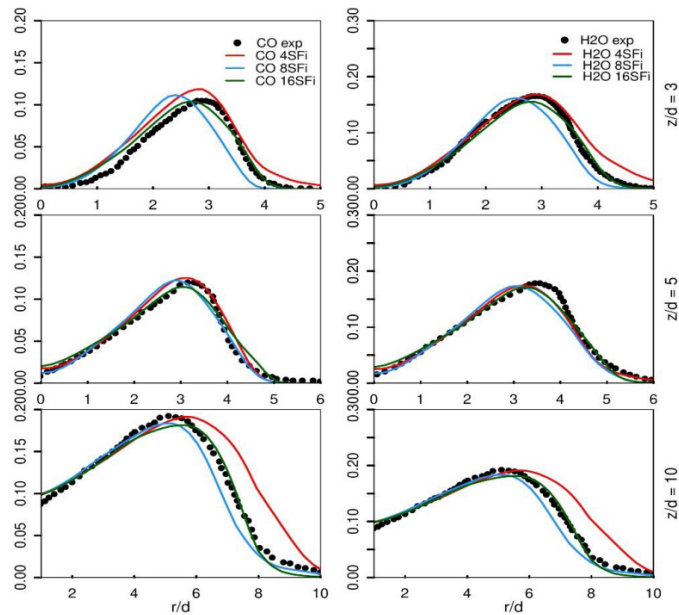 0.00 0.05 0.10 0.15 0.20
CO exp
CO 4SFi
CO 8SFi
CO 16SFi
0 1 2 3 4 5
0.00 0.10 0.20 0.30
H2O exp
H2O 4SFi
H2O 8SFi
H2O 16SFi
0 1 2 3 4 5
z/d = 3
0.00 0.05 0.10 0.15 0.20
0 1 2 3 4 5 6
0.00 0.10 0.20 0.30
0 1 2 3 4 5 6
z/d = 5
0.00 0.05 0.10 0.15 0.20
2 4 6 8 10
r/d
0.00 0.10 0.20 0.30
2 4 6 8 10
r/d
z/d = 10